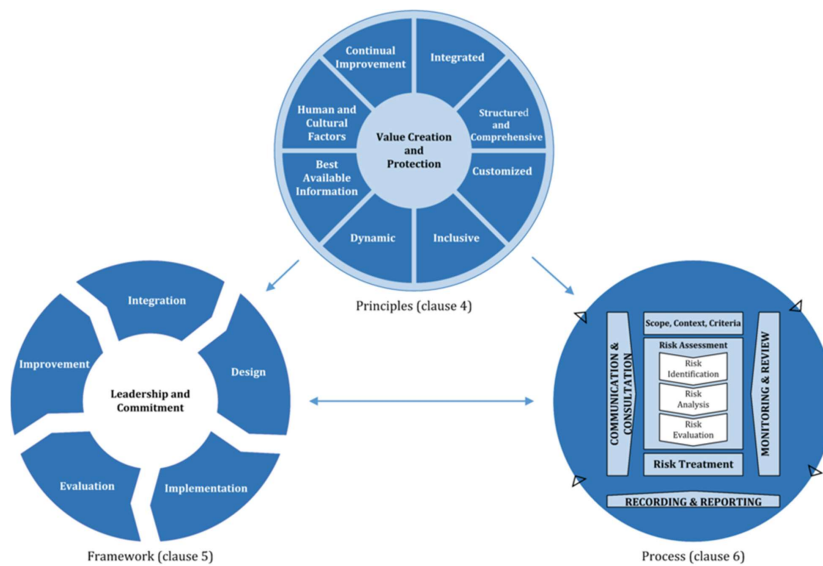 Continual
Improvement
Integrated
Structured
and
Comprehensive
Customized
Inclusive
Dynamic
Best
Available
Information
Human and
Cultural
Factors
Value Creation
and
Protection
Principles (clause 4)
Integration
Design
Implementation
Evaluation
Improvement
Leadership and
Commitment
Framework (clause 5)
Scope, Context, Criteria
Risk Assessment
Risk
Identification
Risk
Analysis
Risk
Evaluation
Risk Treatment
COMMUNICATION &
CONSULTATION
MONITORING & REVIEW
RECORDING & REPORTING
Process (clause 6)